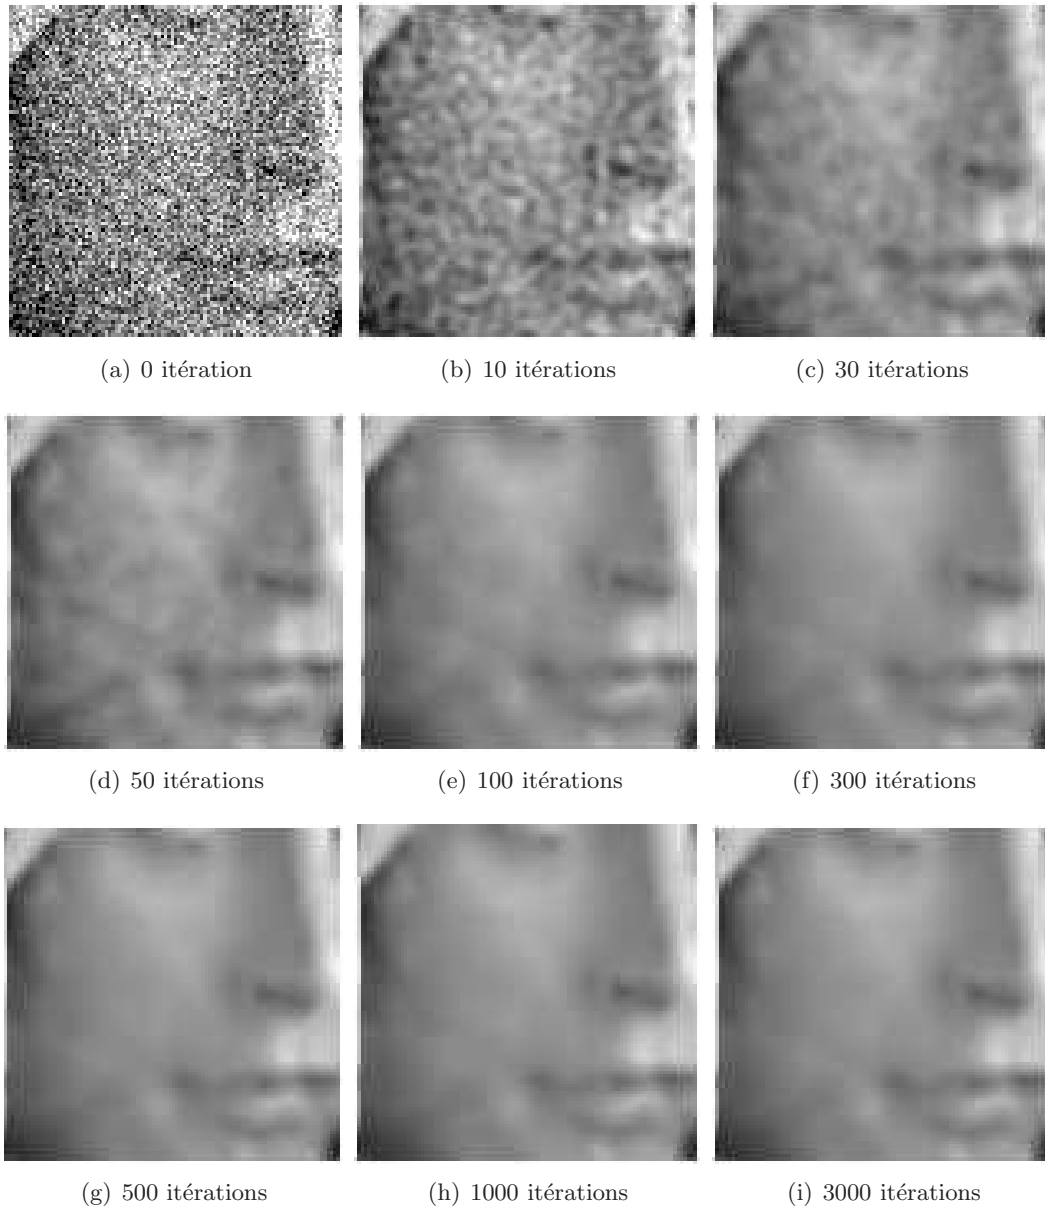 (a) 0 itération
(b) 10 itérations
(c) 30 itérations
(d) 50 itérations
(e) 100 itérations
(f) 300 itérations
(g) 500 itérations
(h) 1000 itérations
(i) 3000 itérations